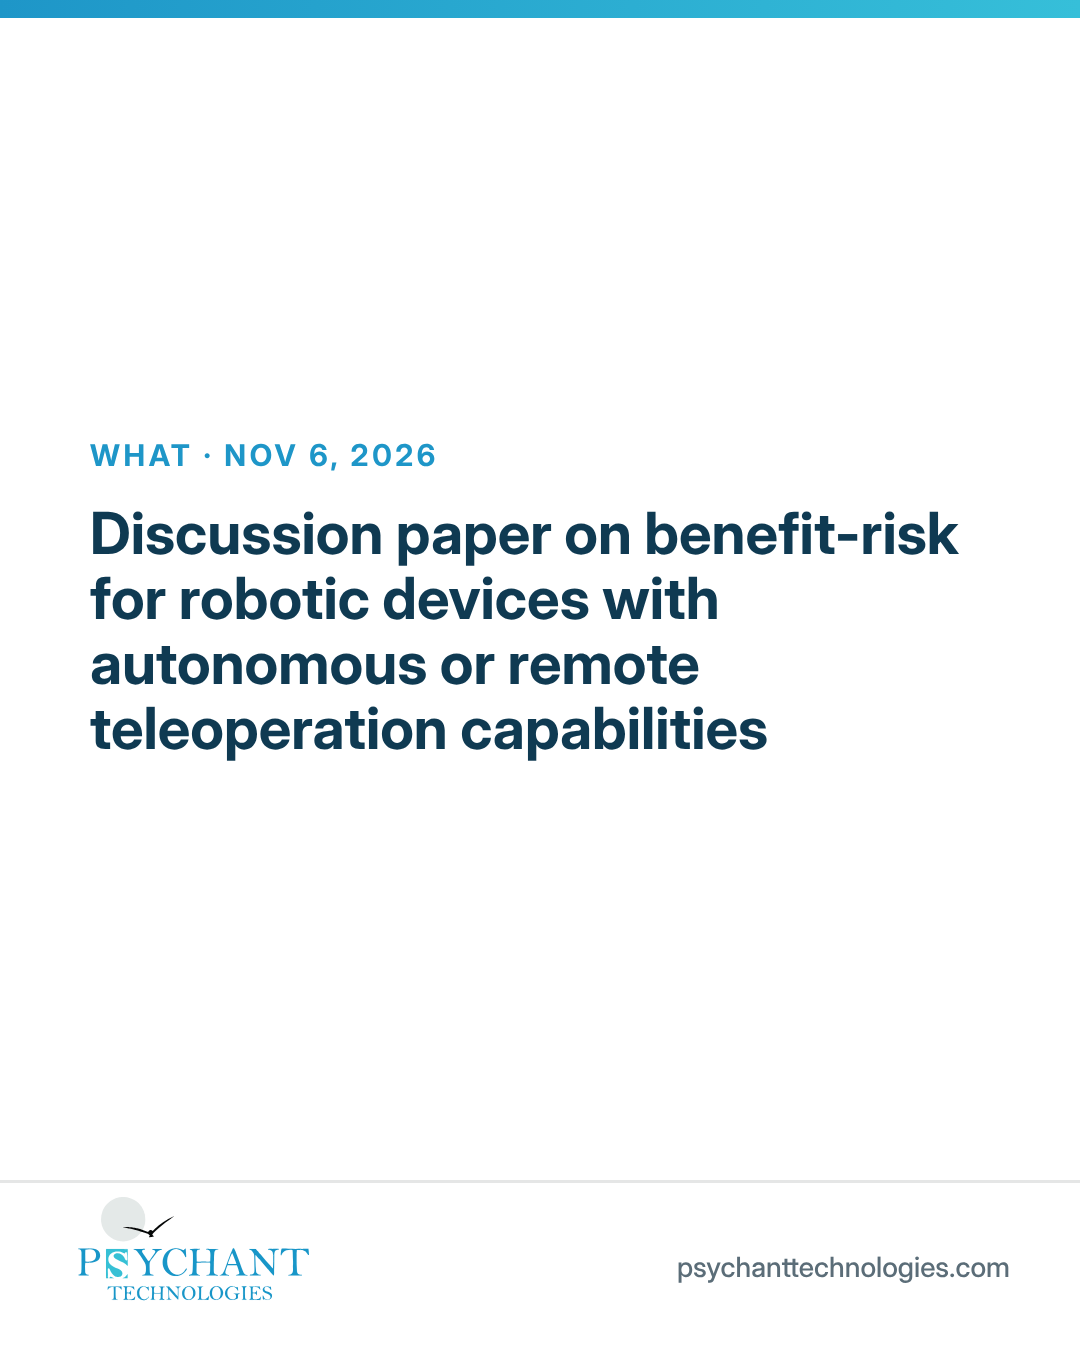 WHAT · NOV 6, 2026
Discussion paper on benefit-risk
for robotic devices with
autonomous or remote
teleoperation capabilities
PSYCHANT
TECHNOLOGIES
psychanttechnologies.com